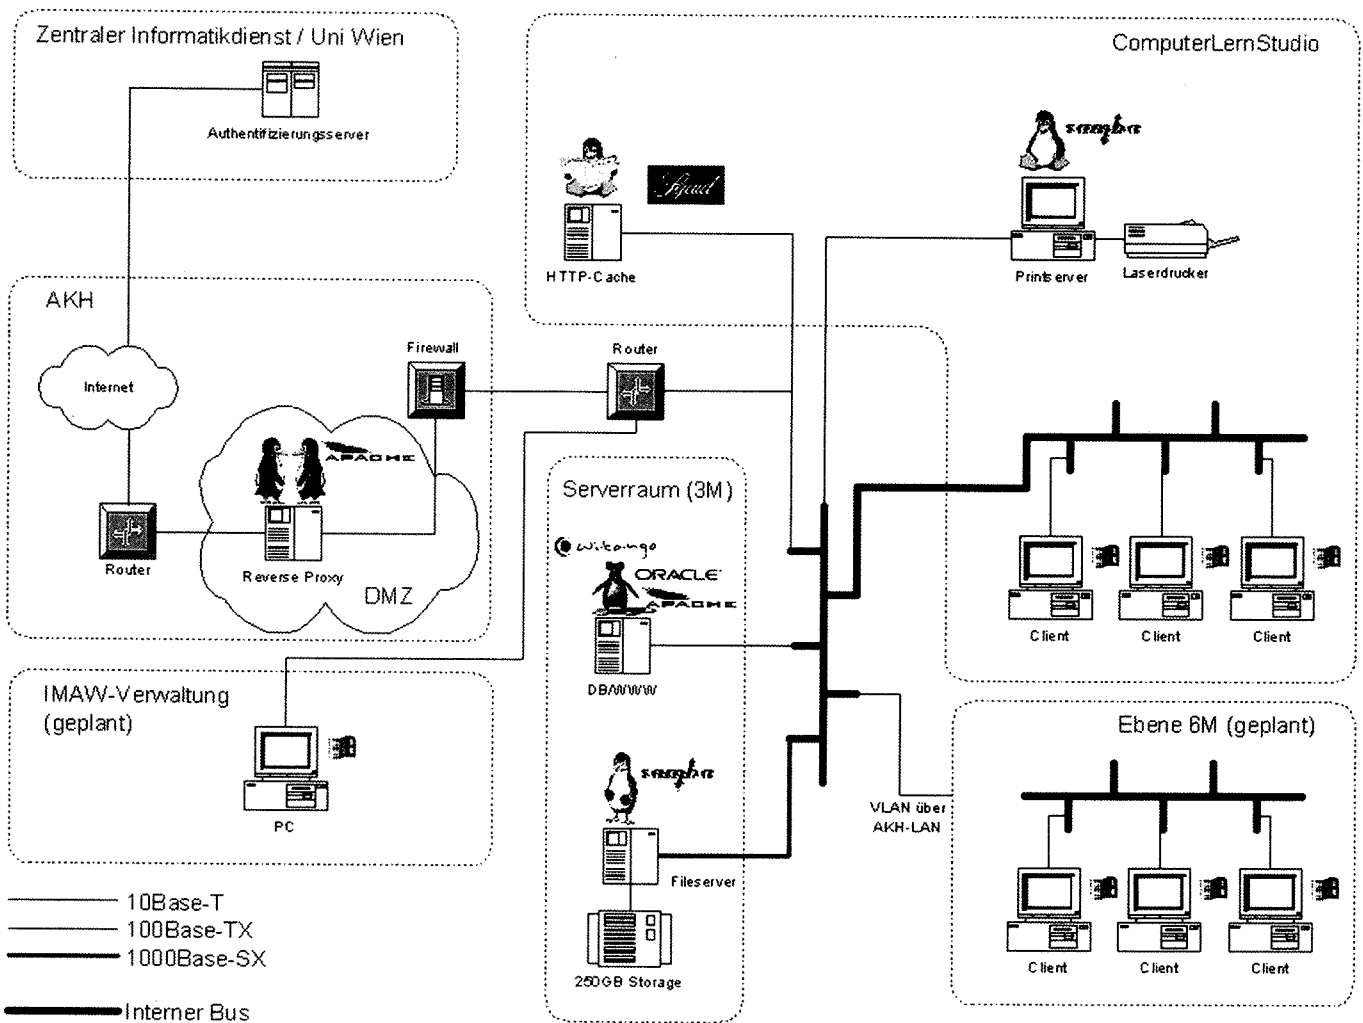 Zentraler Informatikdienst / Uni Wien
Authentifizierungsserver
ComputerLernStudio
samba
Squid
HTTP-Cache
Printserver
Laserdrucker
AKH
Internet
Firewall
Router
APACHE
Router
Reverse Proxy
DMZ
Serverraum (3M)
Witango
ORACLE
APACHE
DB/WWW
Client
Client
Client
IMAW-Verwaltung
(geplant)
PC
samba
Fileserver
250GB Storage
VLAN über
AKH-LAN
Ebene 6M (geplant)
Client
Client
Client
10Base-T
100Base-TX
1000Base-SX
Interner Bus